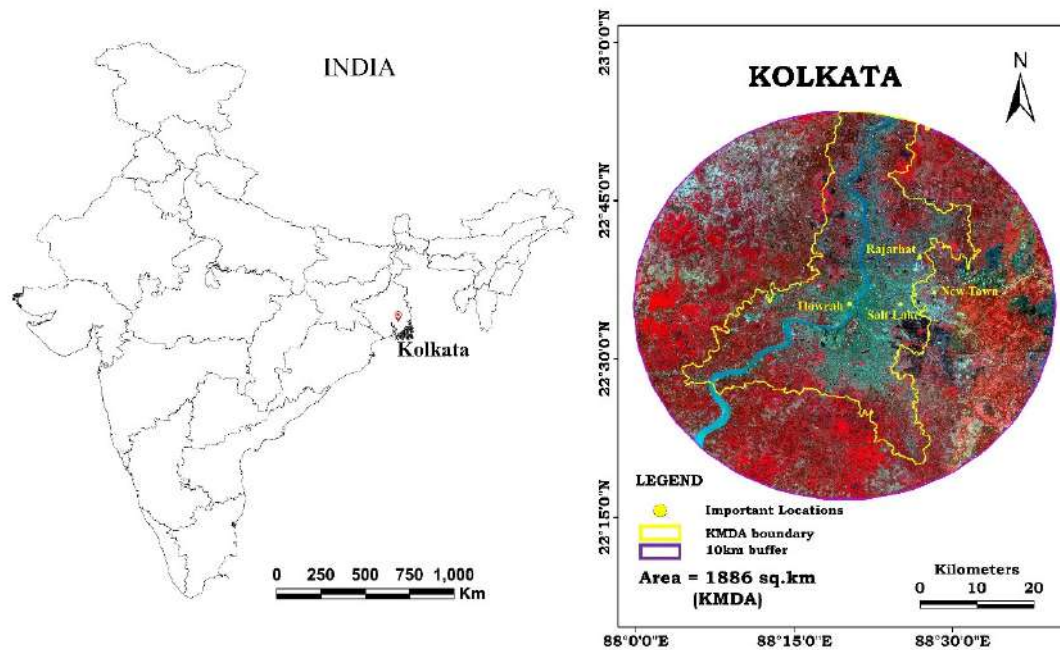 INDIA
Kolkata
0 250 500 750 1,000
Km
KOLKATA
N
23°0'0"N
22°45'0"N
22°30'0"N
22°15'0"N
Rajarhat
New Town
Howrah
Salt Lake
LEGEND
Important Locations
KMDA boundary
10km buffer
Area = 1886 sq.km
(KMDA)
Kilometers
0 10 20
88°0'0"E 88°15'0"E 88°30'0"E